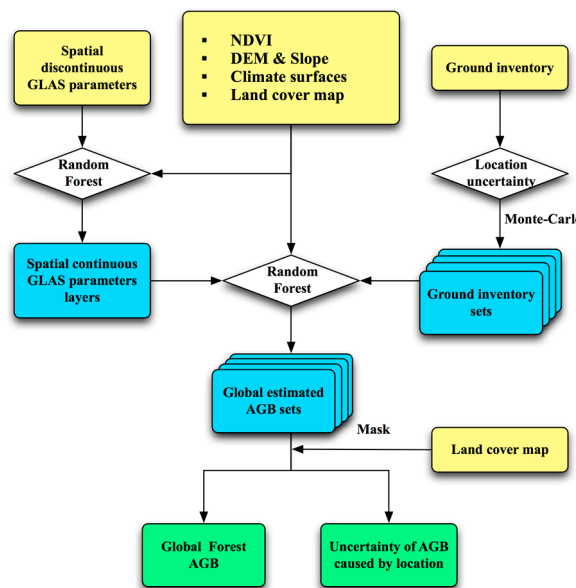 Spatial
discontinuous
GLAS parameters
▪ NDVI
▪ DEM & Slope
▪ Climate surfaces
▪ Land cover map
Ground inventory
Random
Forest
Location
uncertainty
Monte-Carlo
Spatial continuous
GLAS parameters
layers
Random
Forest
Ground inventory
sets
Global estimated
AGB sets
Mask
Land cover map
Global Forest
AGB
Uncertainty of AGB
caused by location